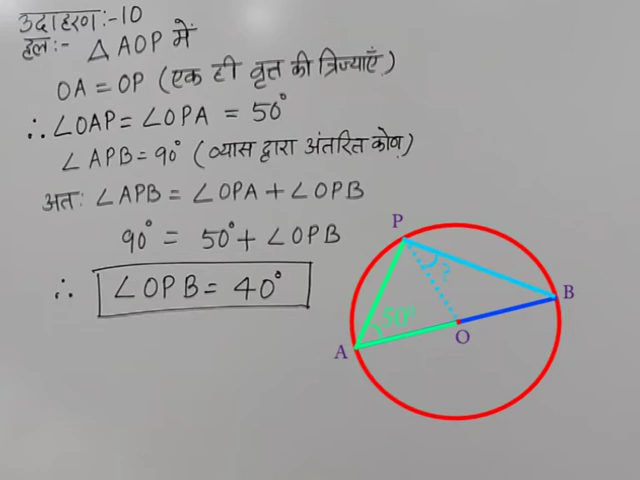 उदाहरण:-10
हल:- △AOP में
OA = OP (एक ही वृत्त की त्रिज्याएँ)
∴ ∠OAP = ∠OPA = 50°
∠APB = 90° (व्यास द्वारा अंतरित कोण)
अतः ∠APB = ∠OPA + ∠OPB
90° = 50° + ∠OPB
∴ ∠OPB = 40°
P
?
B
50°
O
A